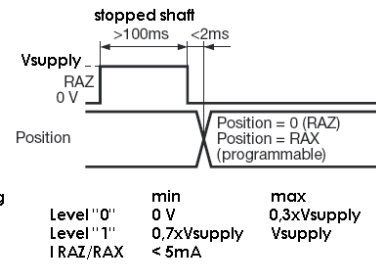 stopped shaft
>100ms <2ms
Vsupply
RAZ
0 V
Position
Position = 0 (RAZ)
Position = RAX
(programmable)
g min max
Level "0" 0 V 0,3xVsupply
Level "1" 0,7xVsupply Vsupply
I RAZ/RAX < 5mA